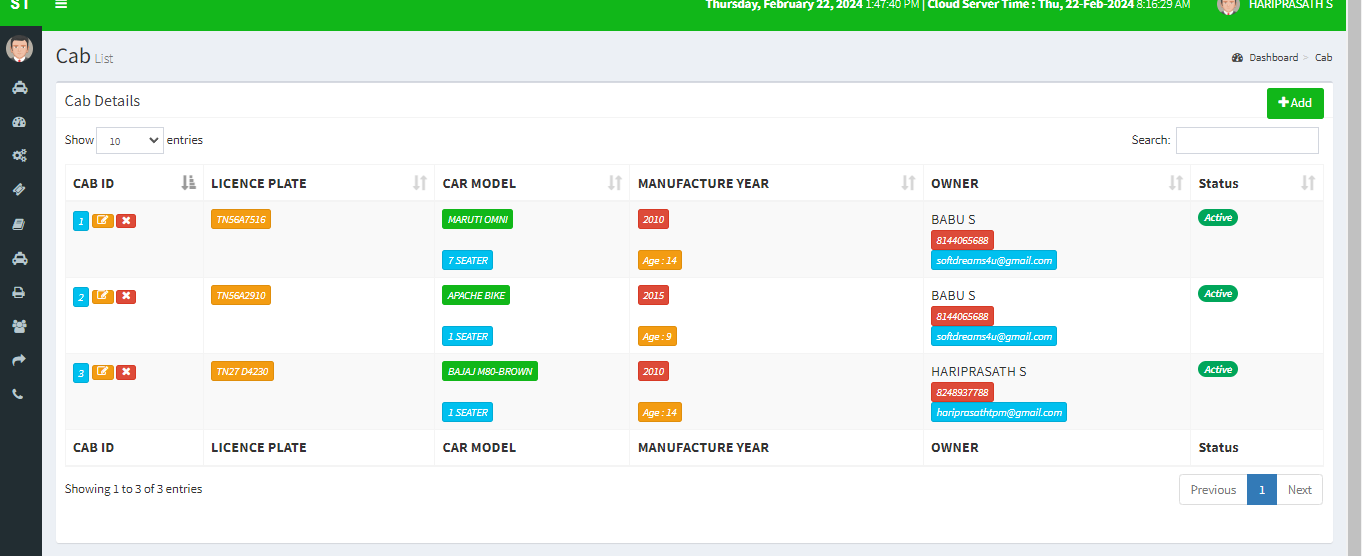 ST
Thursday, February 22, 2024 1:47:40 PM | Cloud Server Time : Thu, 22-Feb-2024 8:16:29 AM HARIPRASATH S
Cab List
Dashboard > Cab
Cab Details
Add
Show 10 entries
Search:
CAB ID LICENCE PLATE CAR MODEL MANUFACTURE YEAR OWNER Status
1 TN56A7516 MARUTI OMNI 2010 BABU S Active
8144065688
7 SEATER Age : 14 softdreams4u@gmail.com
2 TN56A2910 APACHE BIKE 2015 BABU S Active
8144065688
1 SEATER Age : 9 softdreams4u@gmail.com
3 TN27 D4230 BAJAJ M80-BROWN 2010 HARIPRASATH S Active
8248937788
1 SEATER Age : 14 hariprasathtpm@gmail.com
CAB ID LICENCE PLATE CAR MODEL MANUFACTURE YEAR OWNER Status
Showing 1 to 3 of 3 entries
Previous 1 Next